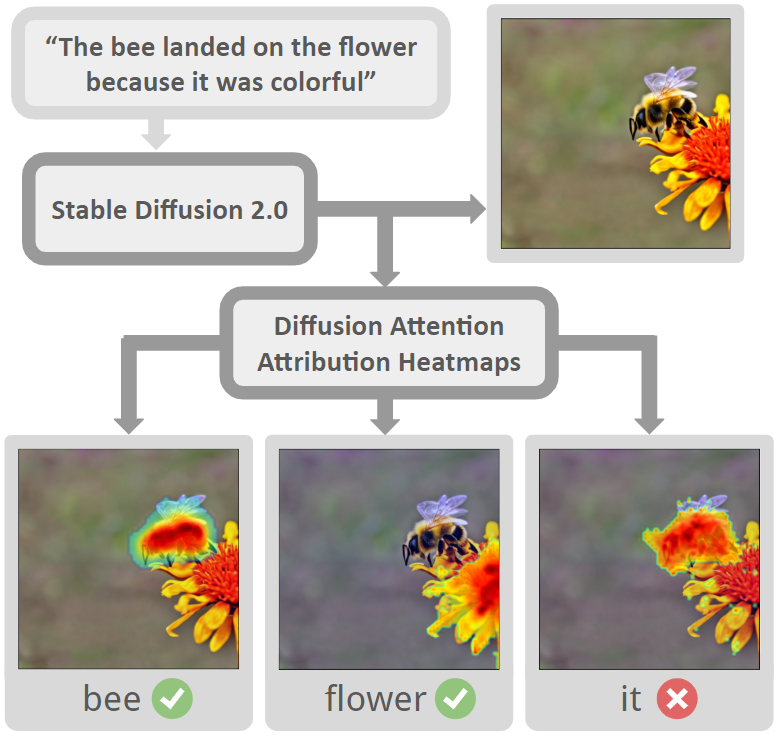 “The bee landed on the flower
because it was colorful”
Stable Diffusion 2.0
Diffusion Attention
Attribution Heatmaps
bee
flower
it